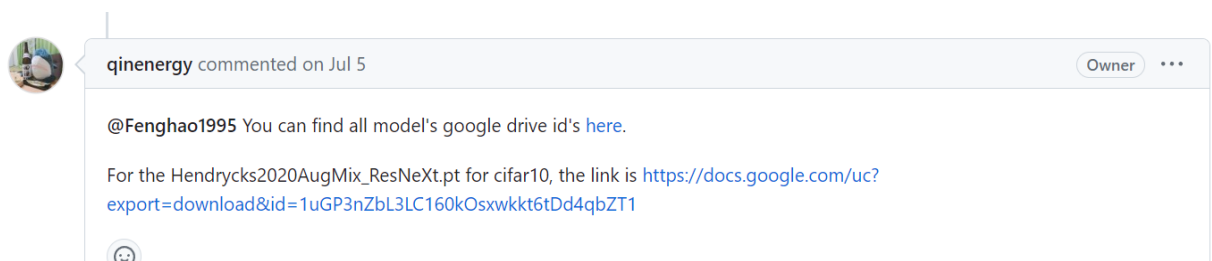 qinenergy commented on Jul 5
Owner
@Fenghao1995 You can find all model's google drive id's here.
For the Hendrycks2020AugMix_ResNeXt.pt for cifar10, the link is https://docs.google.com/uc?
export=download&id=1uGP3nZbL3LC160kOsxwkkt6tDd4qbZT1